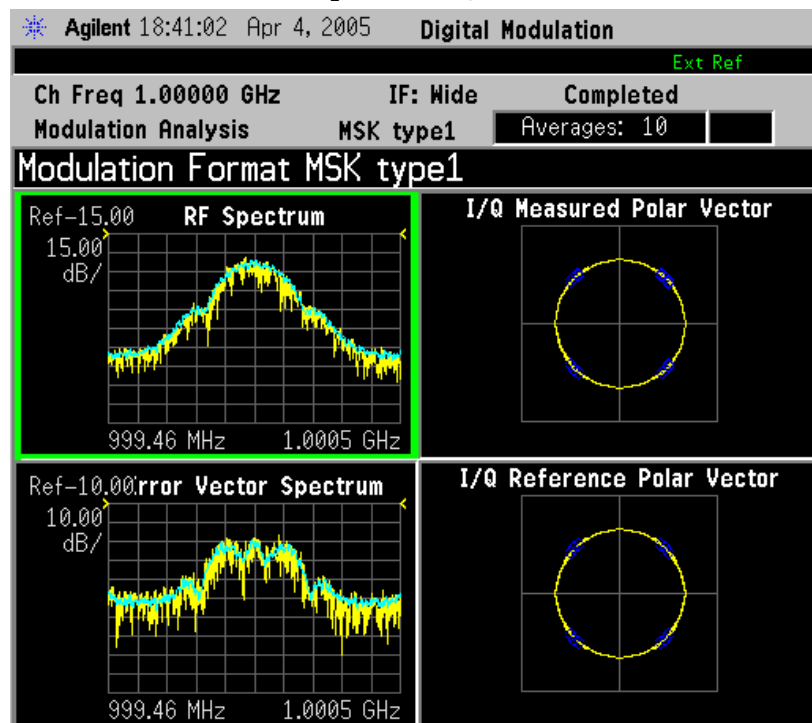 Agilent 18:41:02 Apr 4, 2005 Digital Modulation
Ext Ref
Ch Freq 1.00000 GHz IF: Wide Completed
Modulation Analysis MSK type1 Averages: 10
Modulation Format MSK type1
Ref-15.00 RF Spectrum
15.00
dB/
999.46 MHz 1.0005 GHz
I/Q Measured Polar Vector
Ref-10.00 rror Vector Spectrum
10.00
dB/
999.46 MHz 1.0005 GHz
I/Q Reference Polar Vector